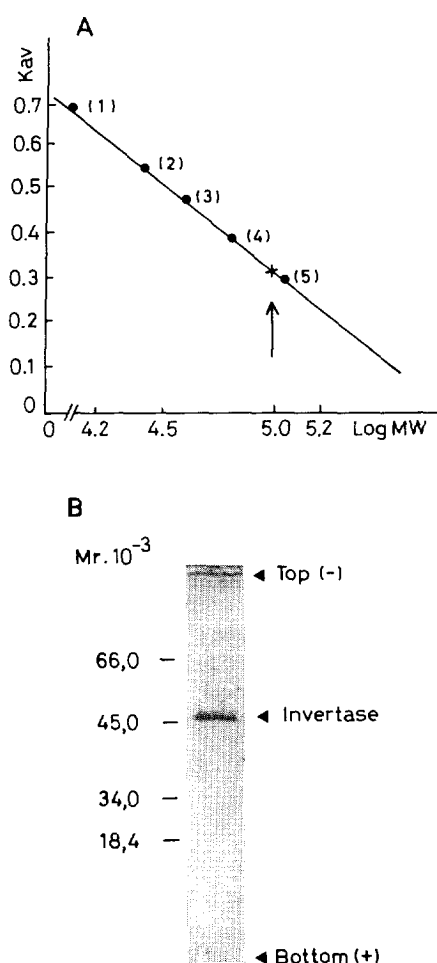 A
Kav
0.7
0.6
0.5
0.4
0.3
0.2
0.1
0
(1)
(2)
(3)
(4)
(5)
0 4.2 4.5 5.0 5.2 Log MW
B
Mr. 10⁻³
Top (-)
66,0
45,0
Invertase
34,0
18,4
Bottom (+)